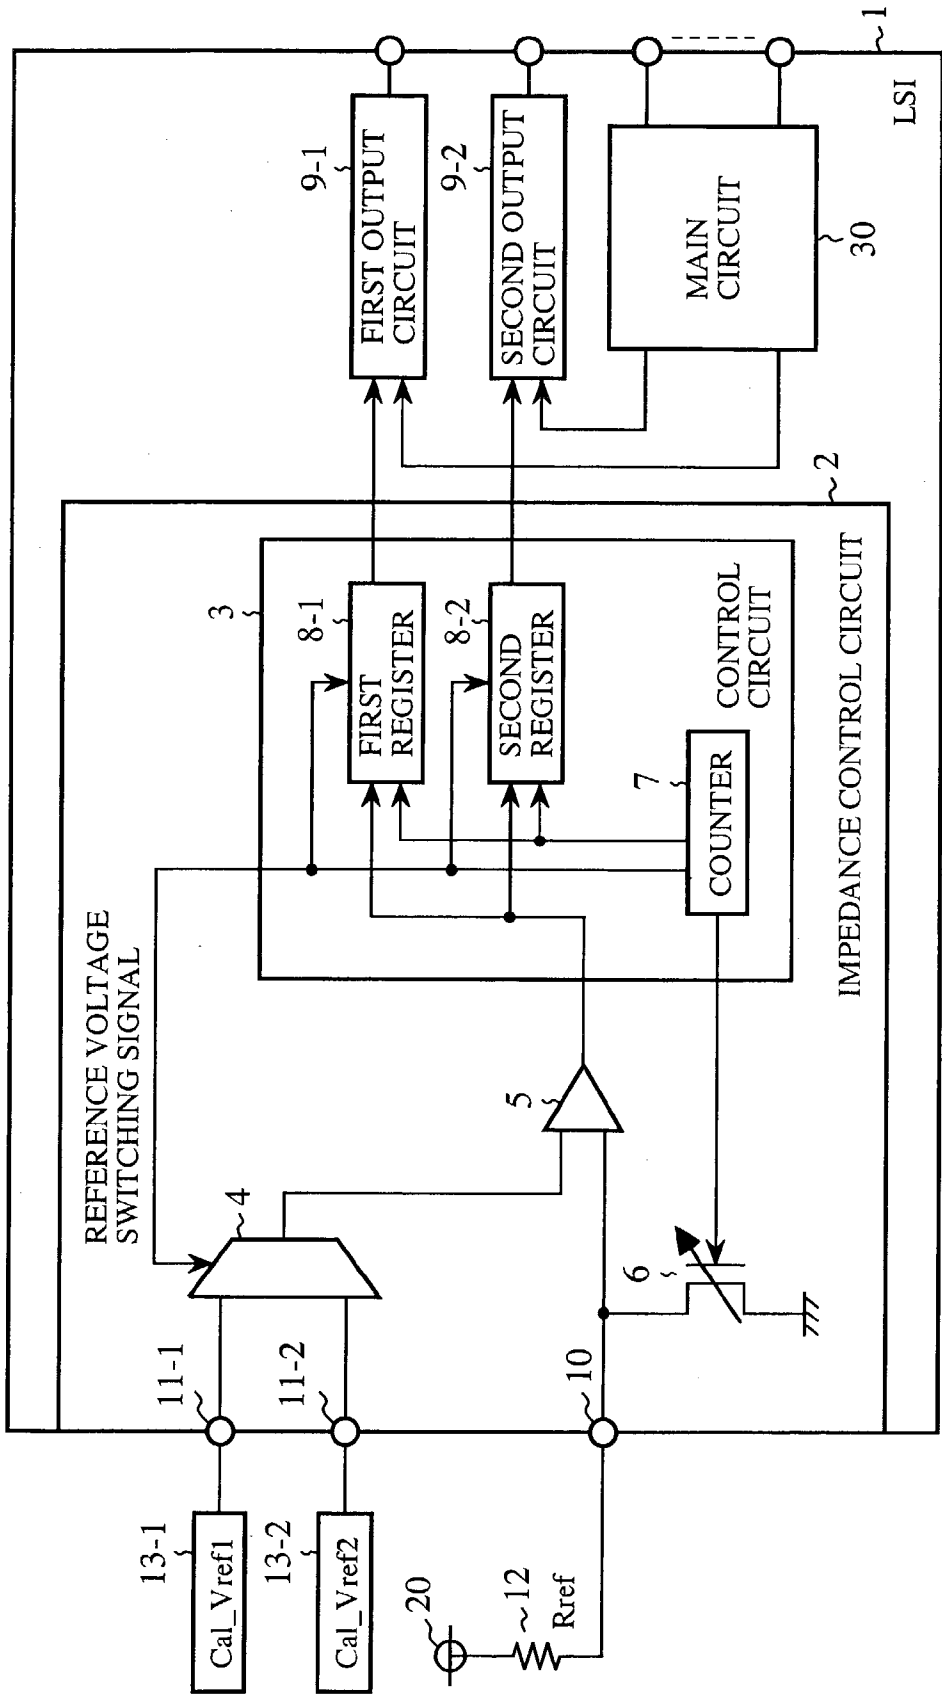 13-1
Cal_Vref1
13-2
Cal_Vref2
20
12
Rref
11-1
11-2
10
REFERENCE VOLTAGE
SWITCHING SIGNAL
4
5
6
3
8-1
FIRST
REGISTER
8-2
SECOND
REGISTER
7
COUNTER
CONTROL
CIRCUIT
IMPEDANCE CONTROL CIRCUIT
2
9-1
FIRST OUTPUT
CIRCUIT
9-2
SECOND OUTPUT
CIRCUIT
MAIN
CIRCUIT
30
LSI
1